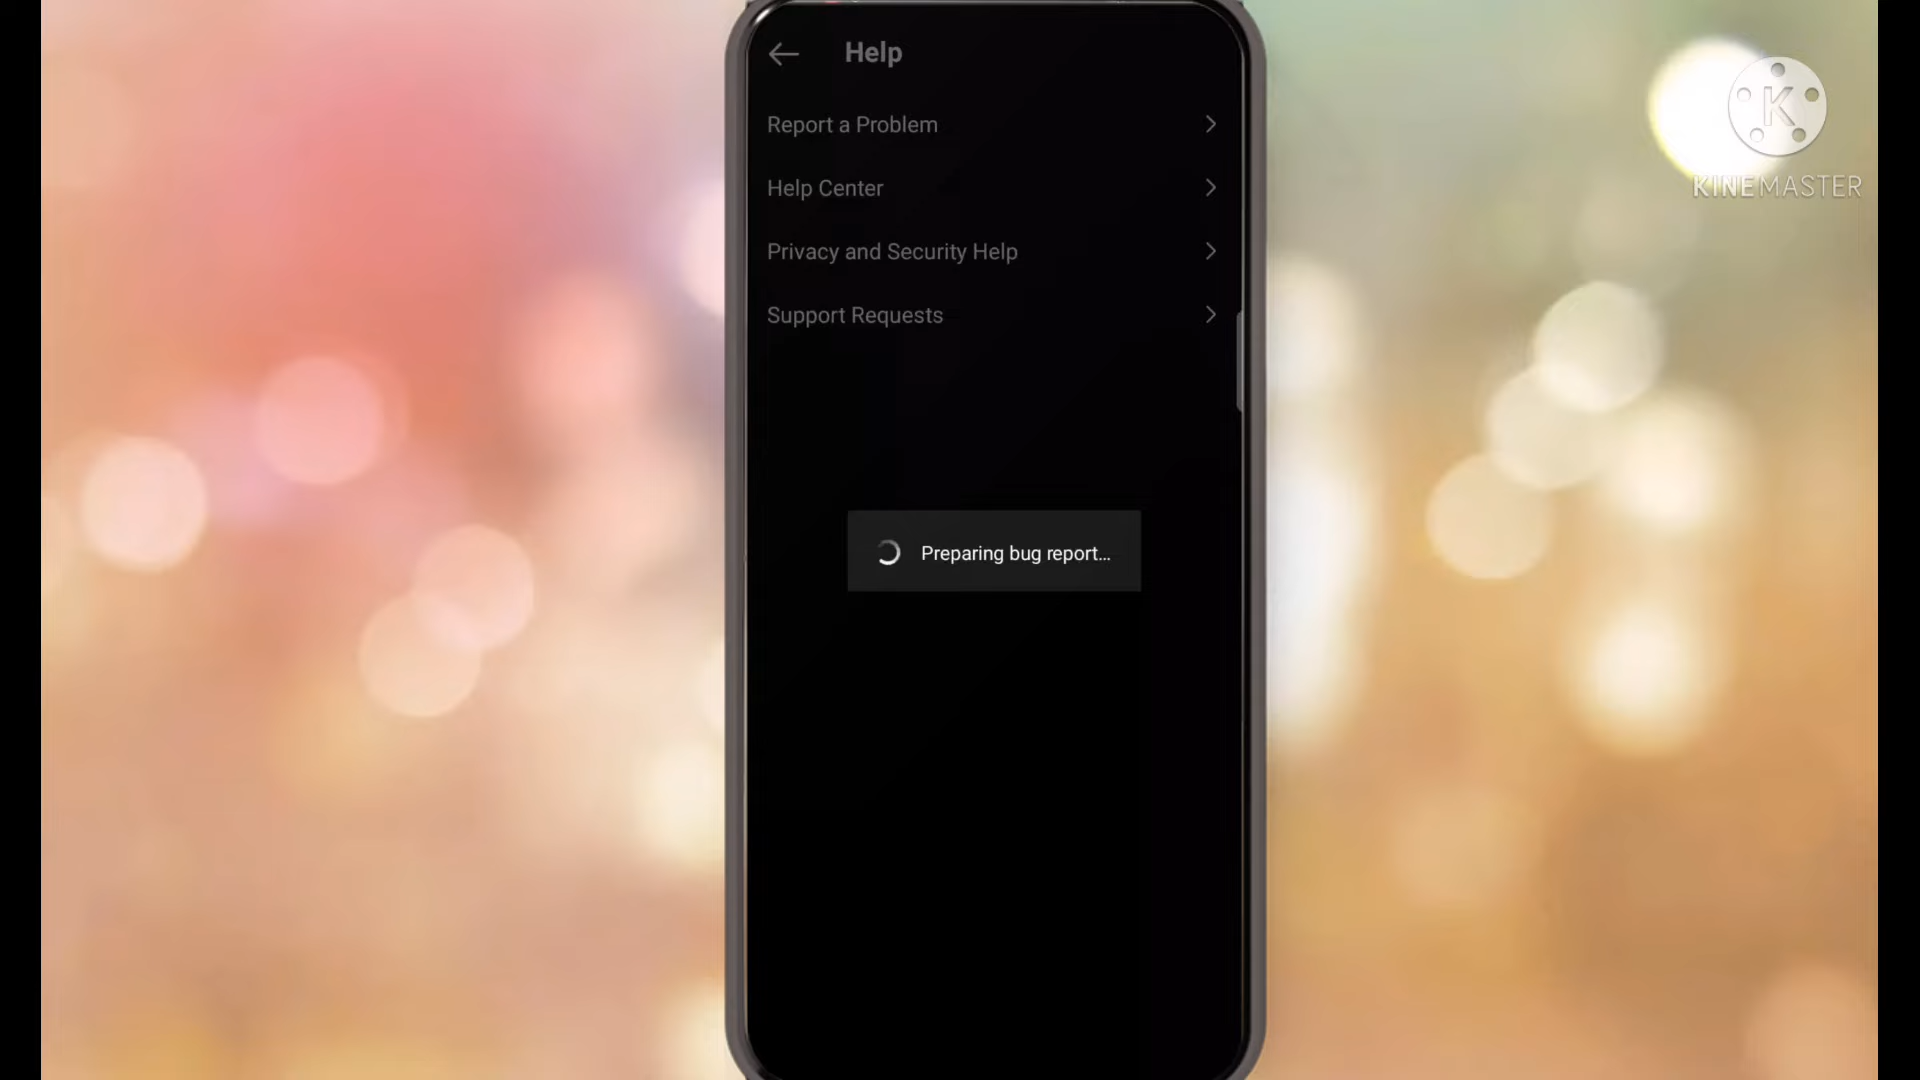 Help
Report a Problem
Help Center
Privacy and Security Help
Support Requests
Preparing bug report...
K
KINEMASTER